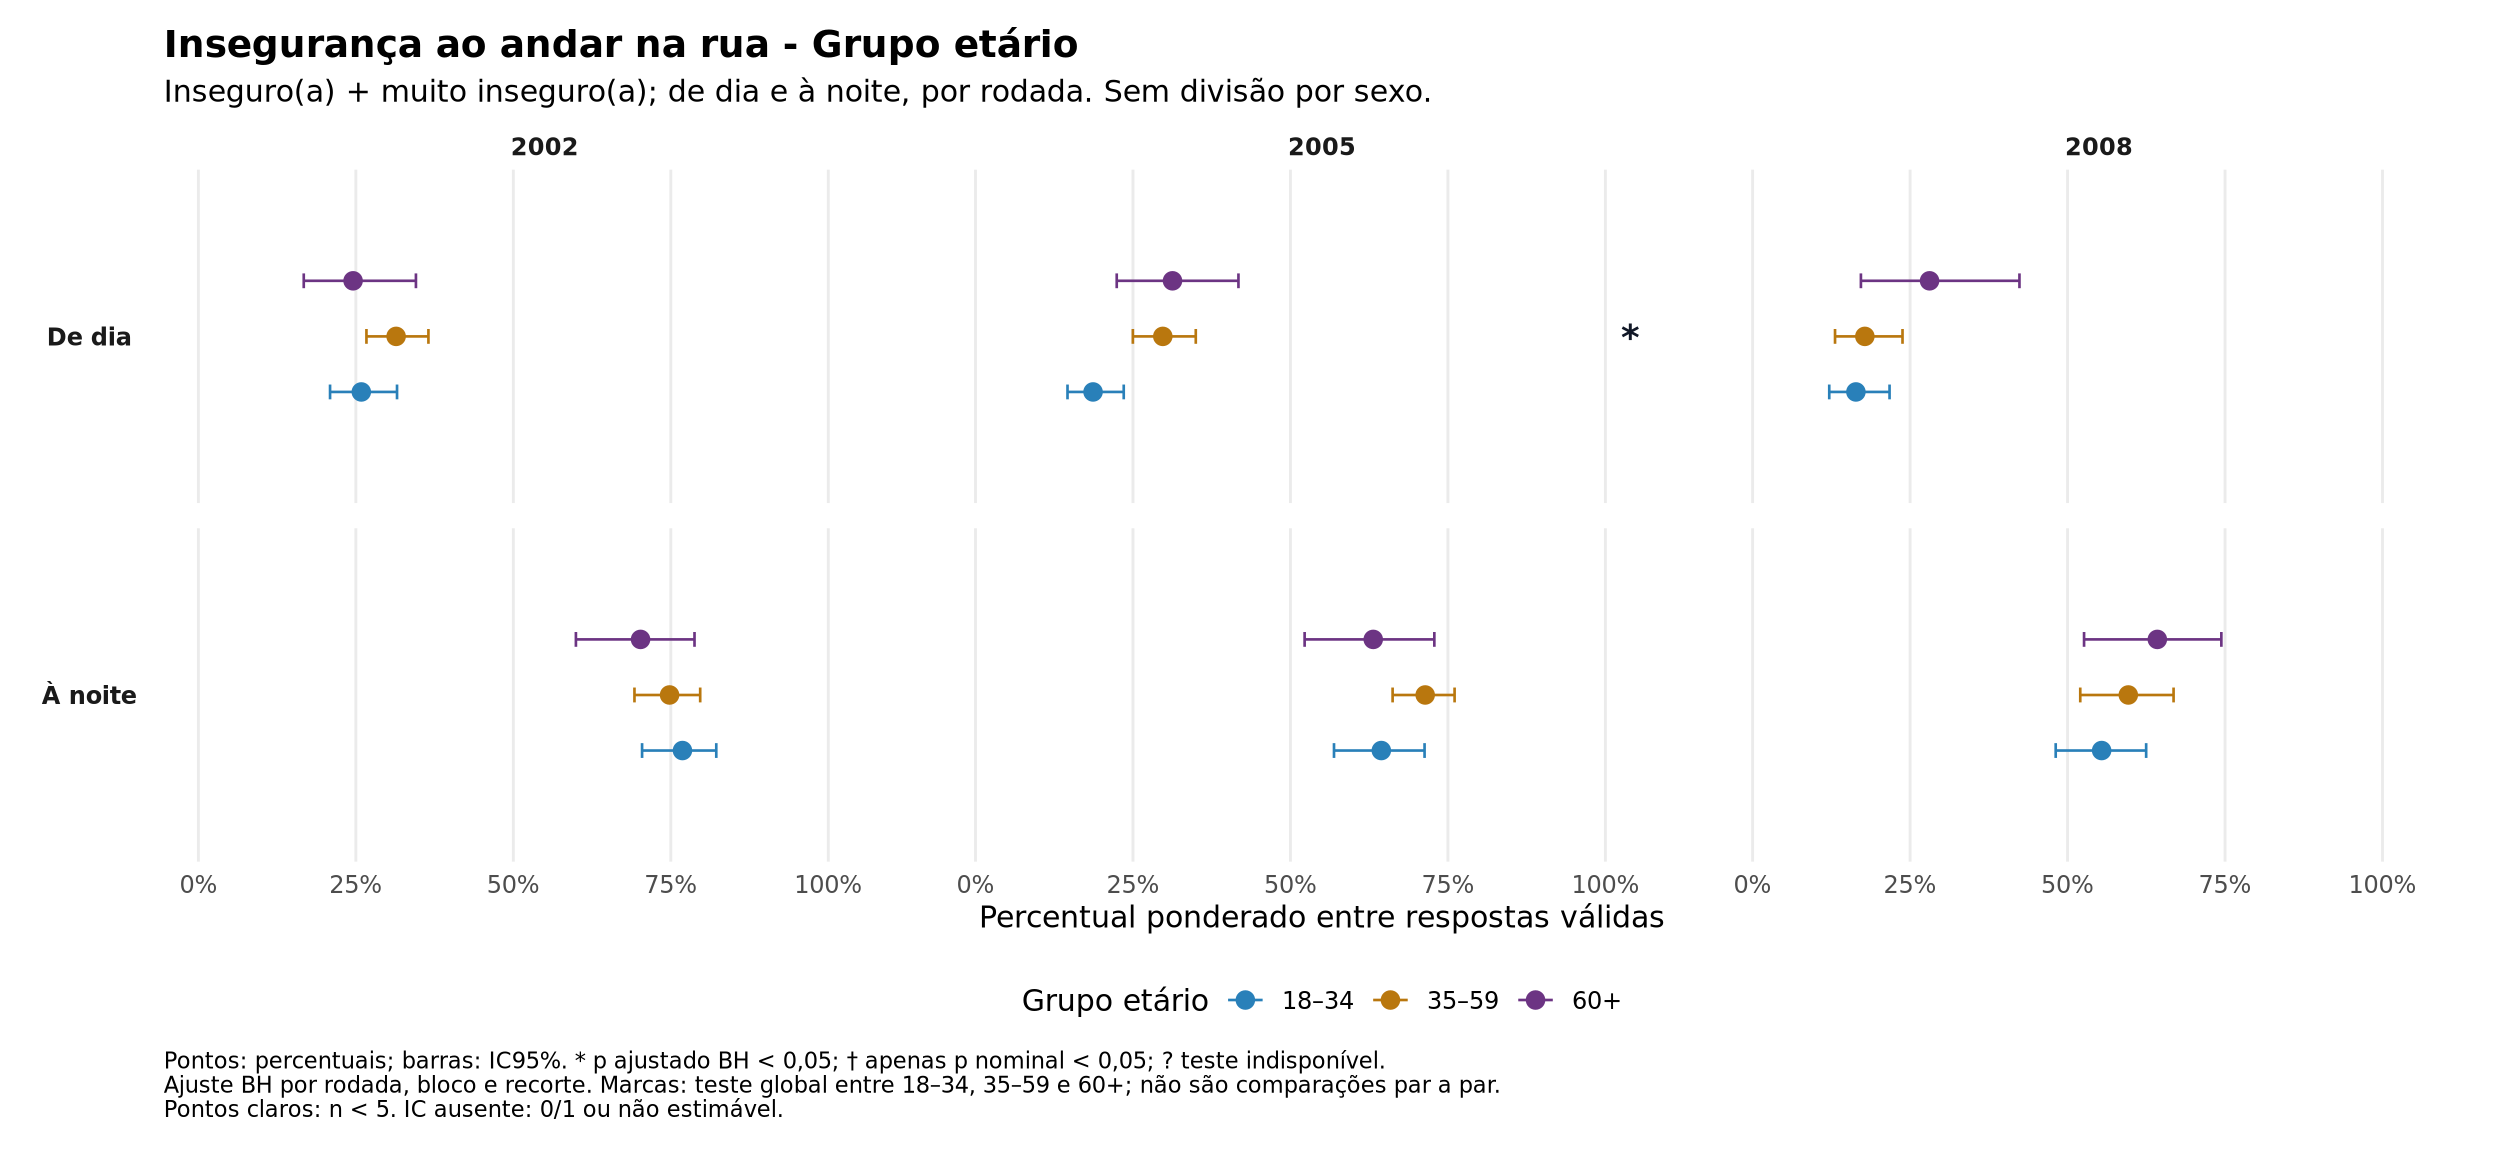 Insegurança ao andar na rua - Grupo etário
Inseguro(a) + muito inseguro(a); de dia e à noite, por rodada. Sem divisão por sexo.
2002 2005 2008
De dia
*
À noite
0% 25% 50% 75% 100% 0% 25% 50% 75% 100% 0% 25% 50% 75% 100%
Percentual ponderado entre respostas válidas
Grupo etário 18–34 35–59 60+
Pontos: percentuais; barras: IC95%. * p ajustado BH < 0,05; † apenas p nominal < 0,05; ? teste indisponível.
Ajuste BH por rodada, bloco e recorte. Marcas: teste global entre 18–34, 35–59 e 60+; não são comparações par a par.
Pontos claros: n < 5. IC ausente: 0/1 ou não estimável.